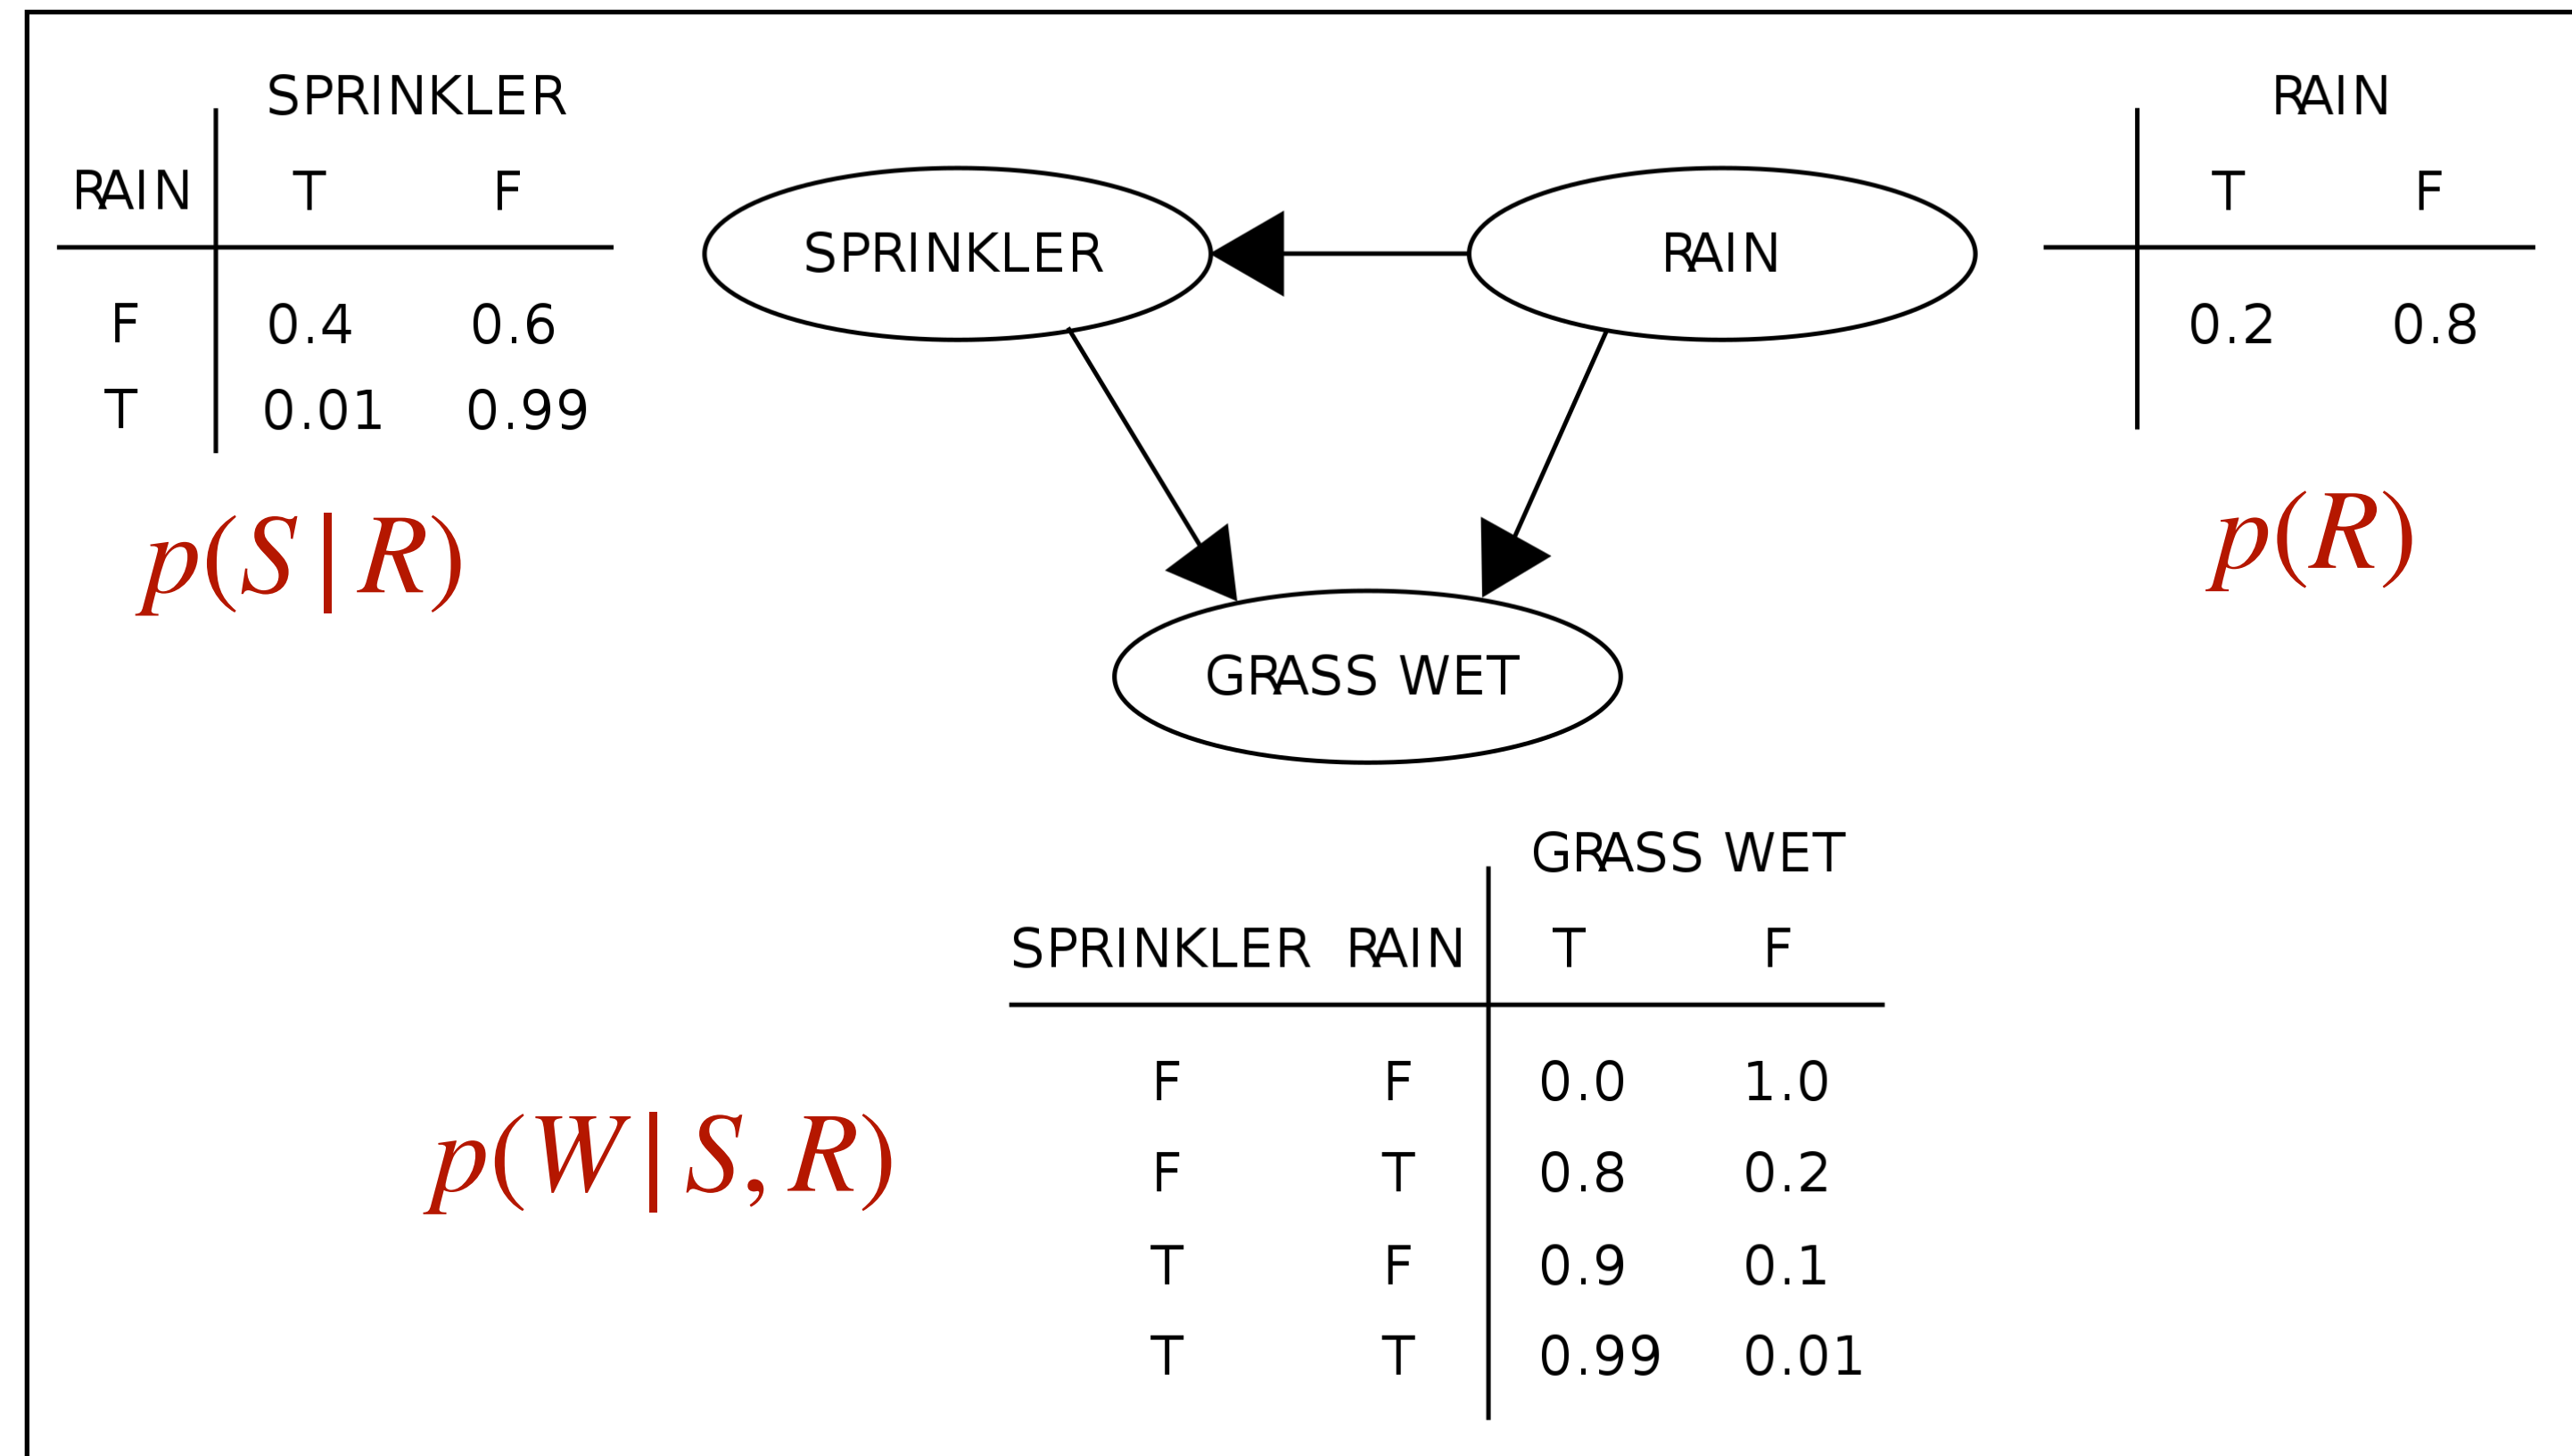 SPRINKLER
RAIN T F
F 0.4 0.6
T 0.01 0.99
p(S | R)
SPRINKLER
RAIN
GRASS WET
RAIN
T F
0.2 0.8
p(R)
GRASS WET
SPRINKLER RAIN T F
F F 0.0 1.0
F T 0.8 0.2
T F 0.9 0.1
T T 0.99 0.01
p(W | S, R)